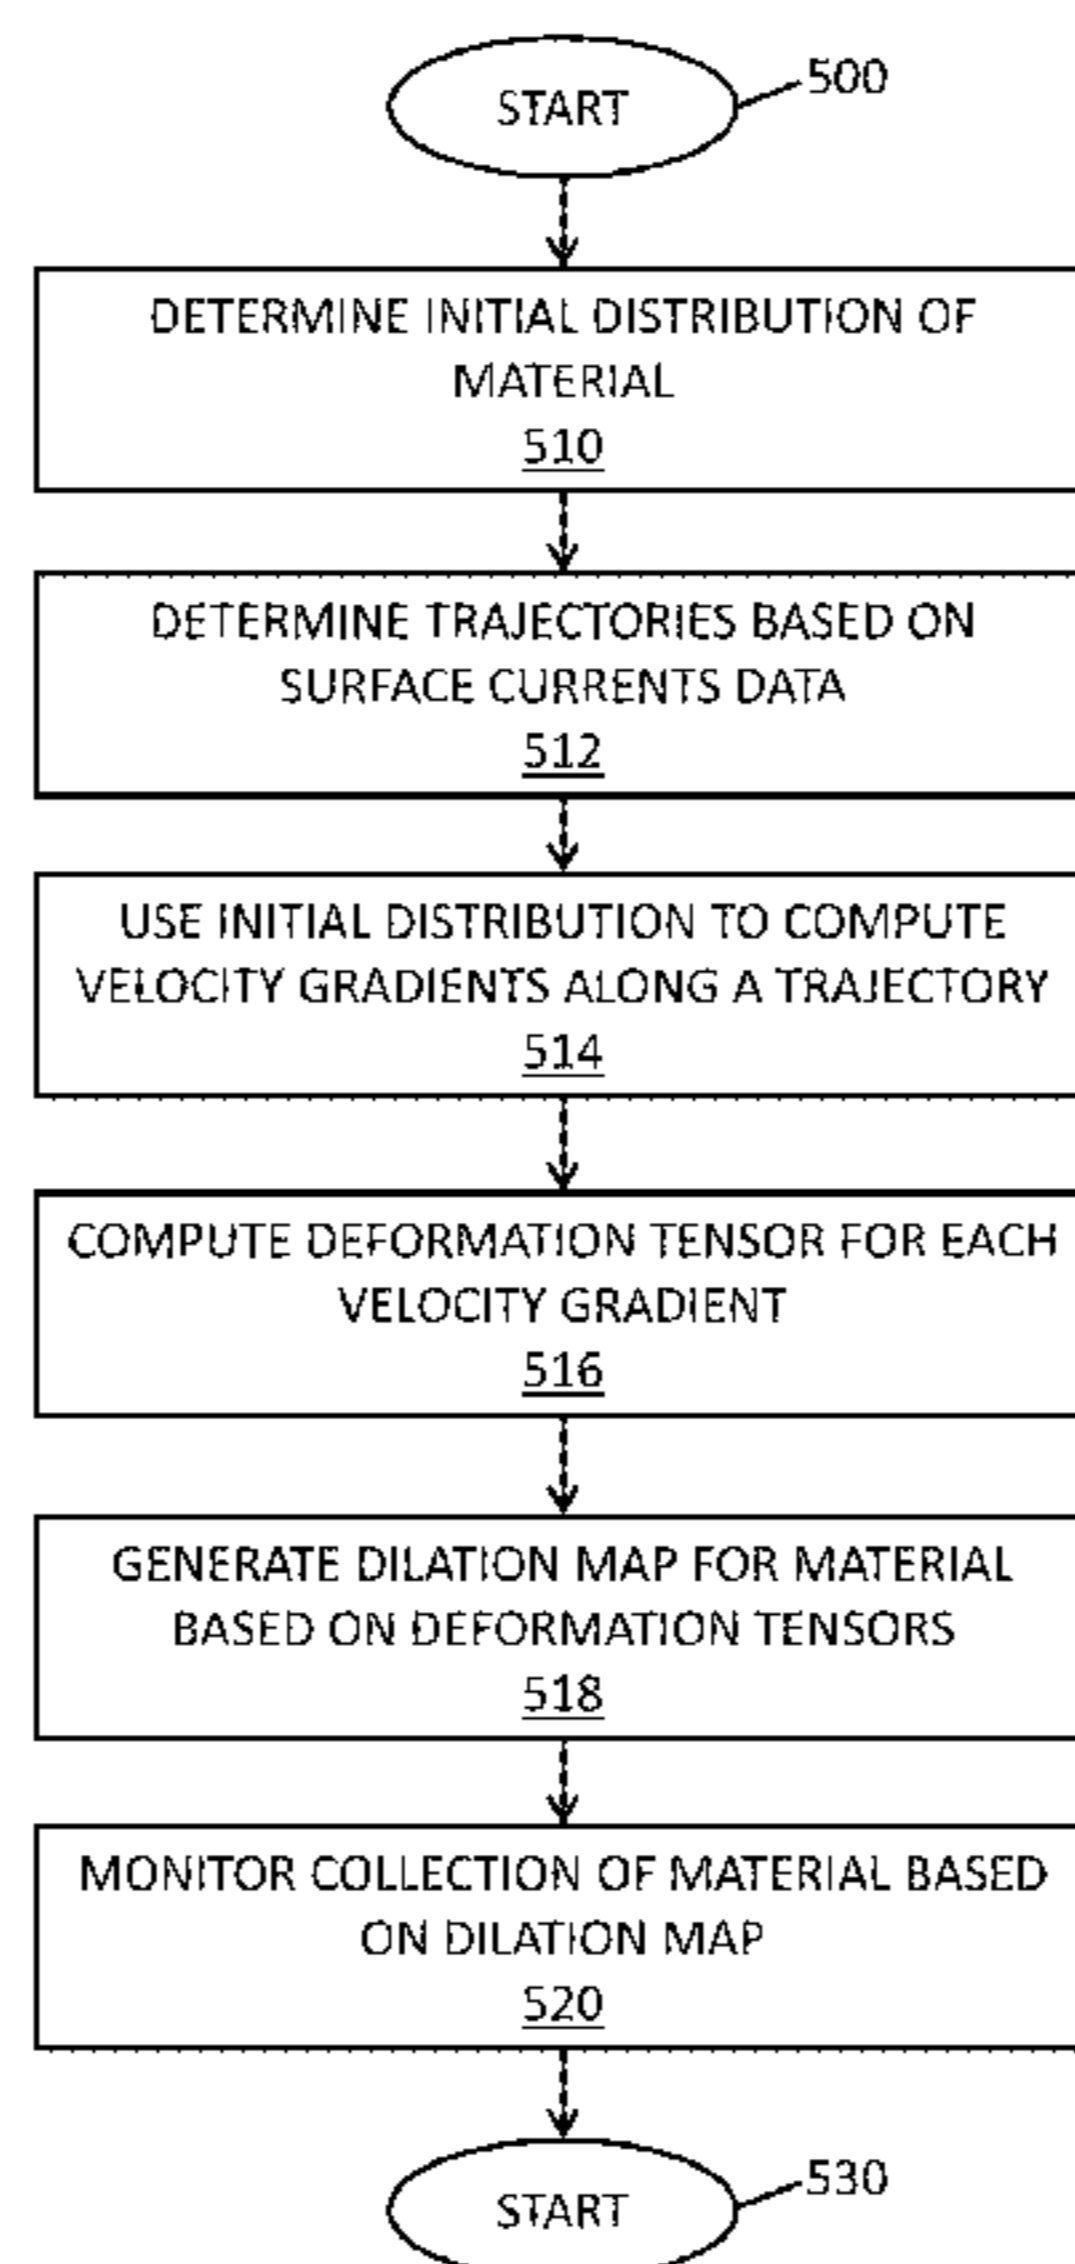 START
500
DETERMINE INITIAL DISTRIBUTION OF
MATERIAL
510
DETERMINE TRAJECTORIES BASED ON
SURFACE CURRENTS DATA
512
USE INITIAL DISTRIBUTION TO COMPUTE
VELOCITY GRADIENTS ALONG A TRAJECTORY
514
COMPUTE DEFORMATION TENSOR FOR EACH
VELOCITY GRADIENT
516
GENERATE DILATION MAP FOR MATERIAL
BASED ON DEFORMATION TENSORS
518
MONITOR COLLECTION OF MATERIAL BASED
ON DILATION MAP
520
START
530